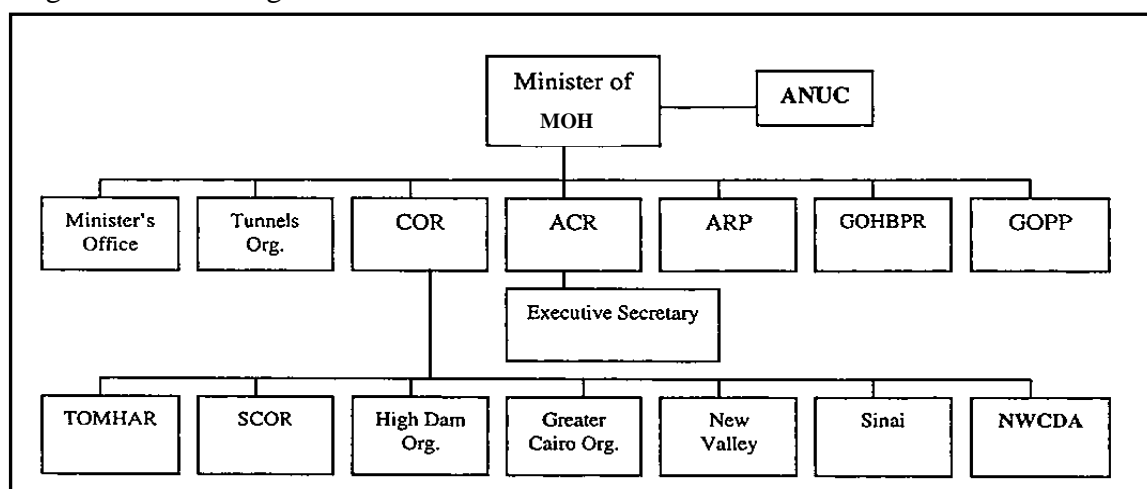 Minister of
MOH
ANUC
Minister's
Office
Tunnels
Org.
COR
ACR
ARP
GOHBPR
GOPP
Executive Secretary
TOMHAR
SCOR
High Dam
Org.
Greater
Cairo Org.
New
Valley
Sinai
NWCDA